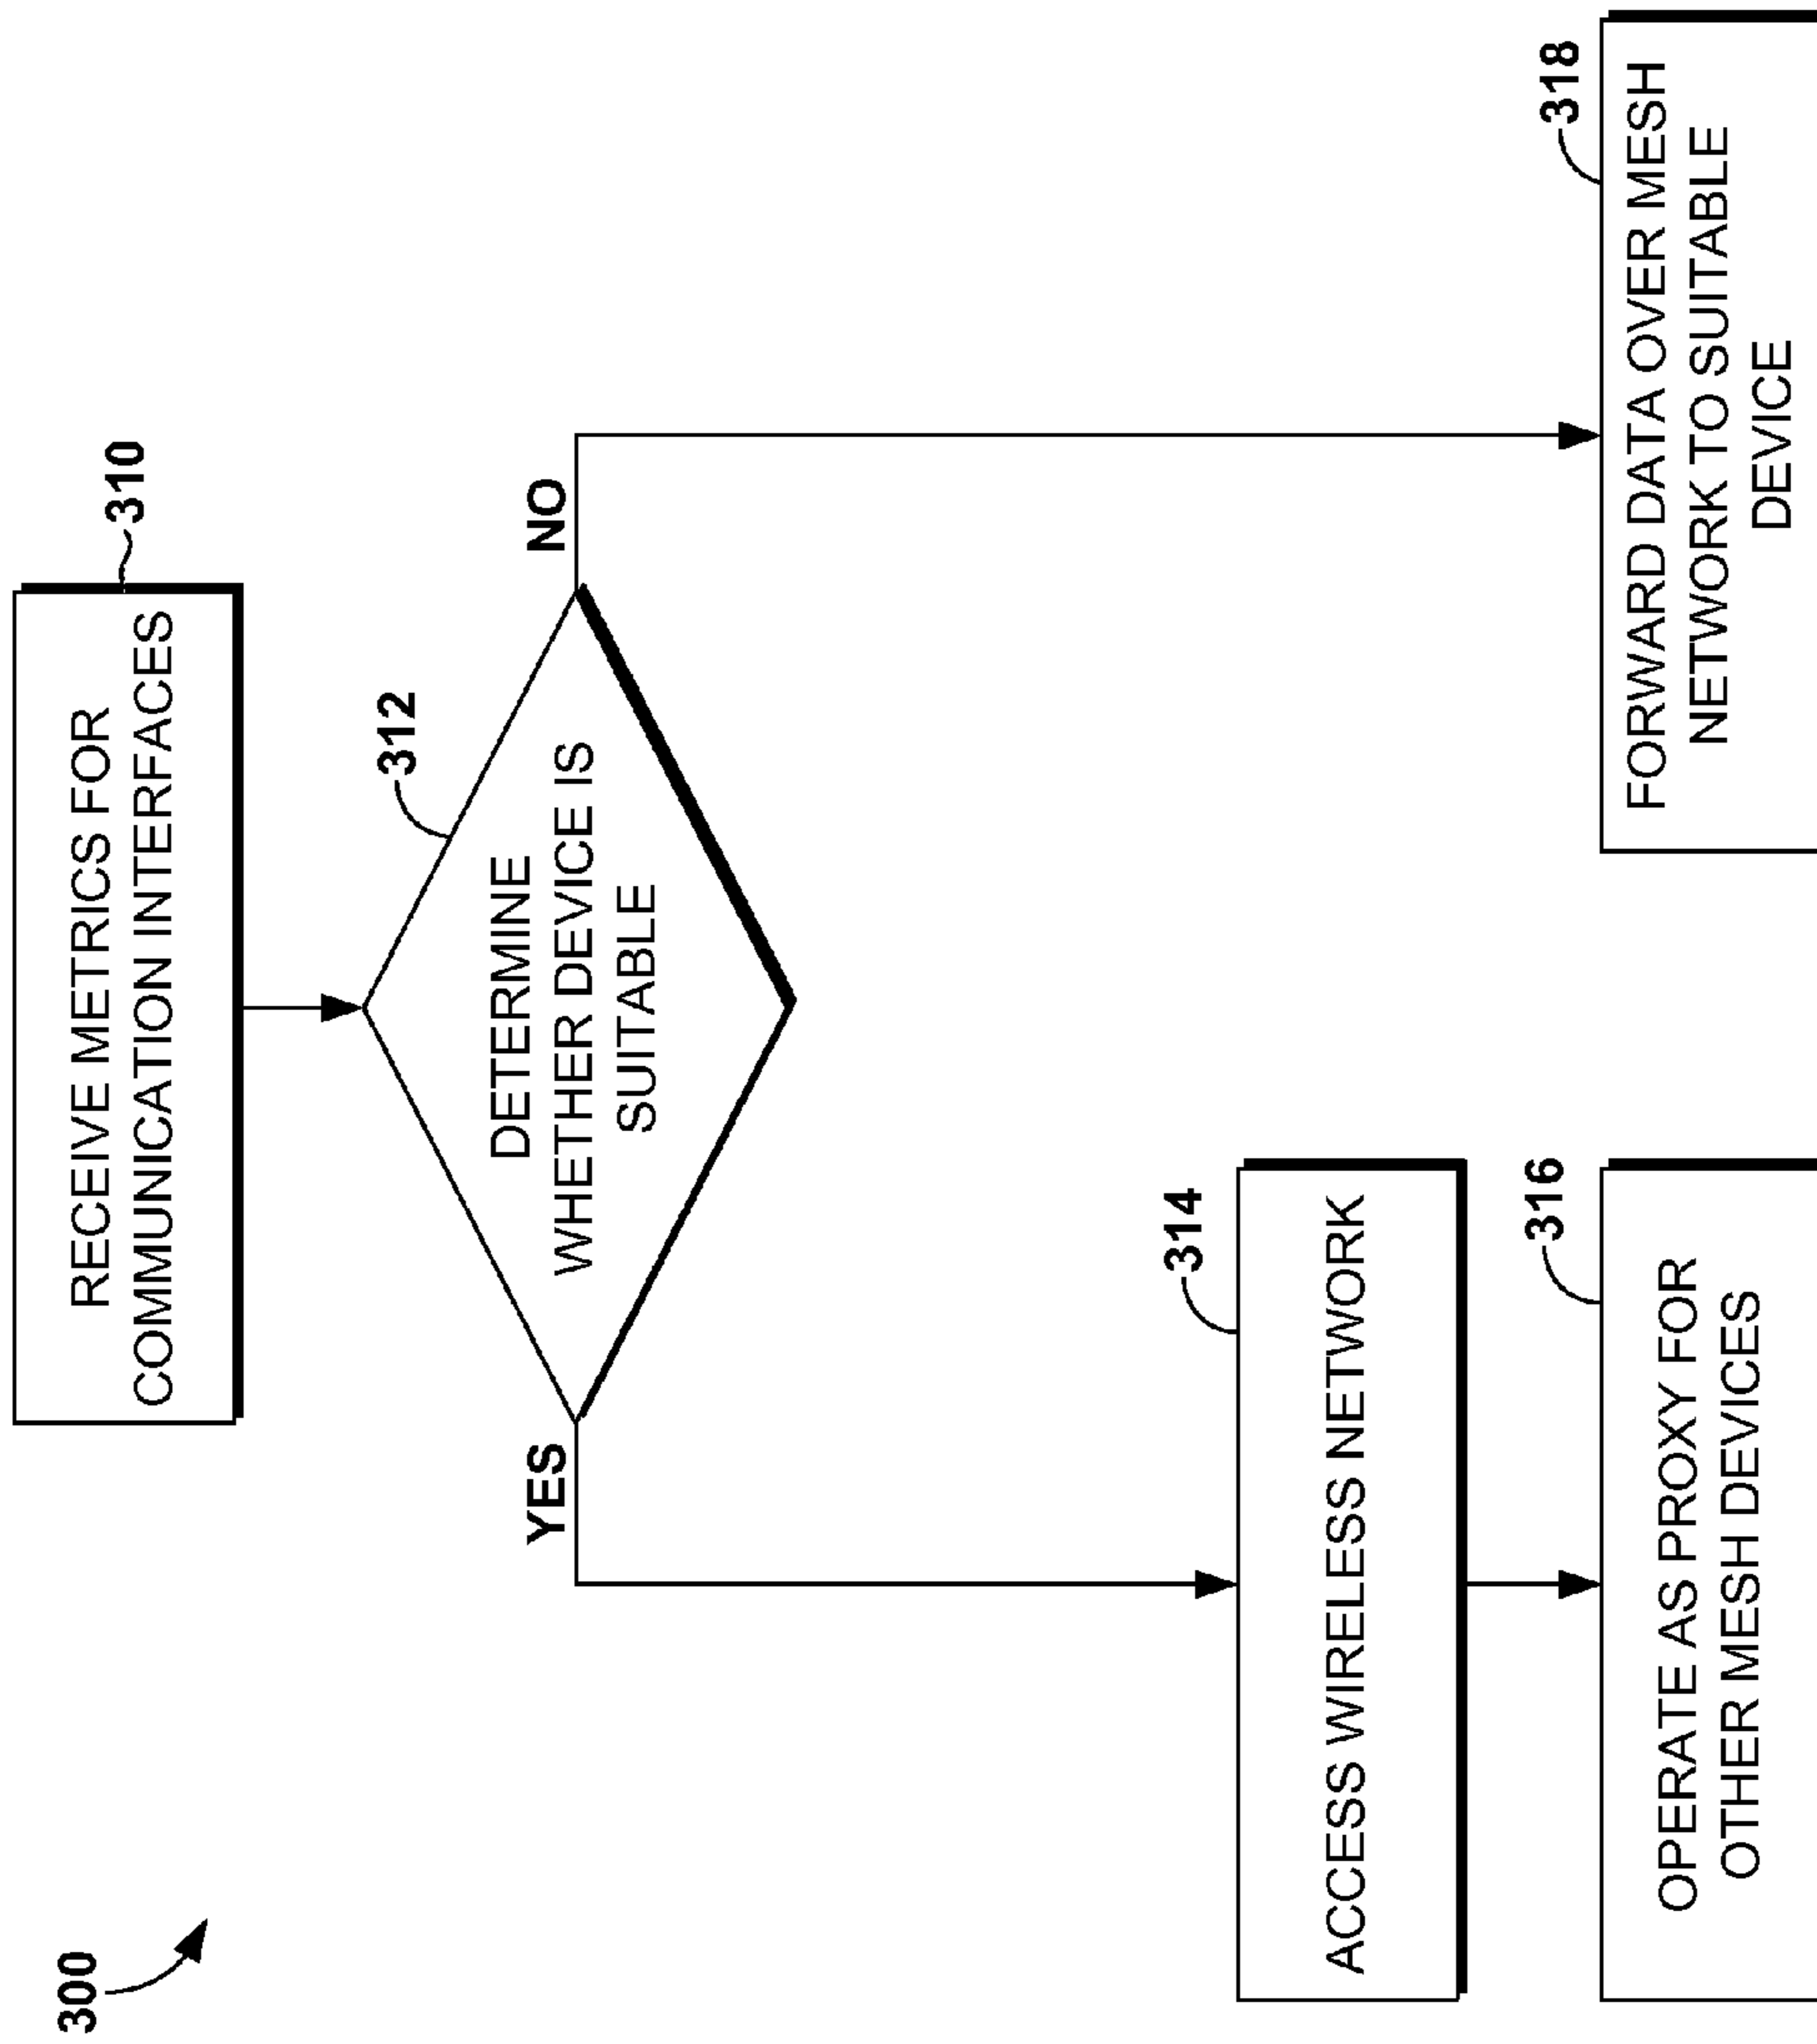 300
RECEIVE METRICS FOR
COMMUNICATION INTERFACES
310
312
DETERMINE
WHETHER DEVICE IS
SUITABLE
YES
NO
314
ACCESS WIRELESS NETWORK
316
OPERATE AS PROXY FOR
OTHER MESH DEVICES
318
FORWARD DATA OVER MESH
NETWORK TO SUITABLE
DEVICE